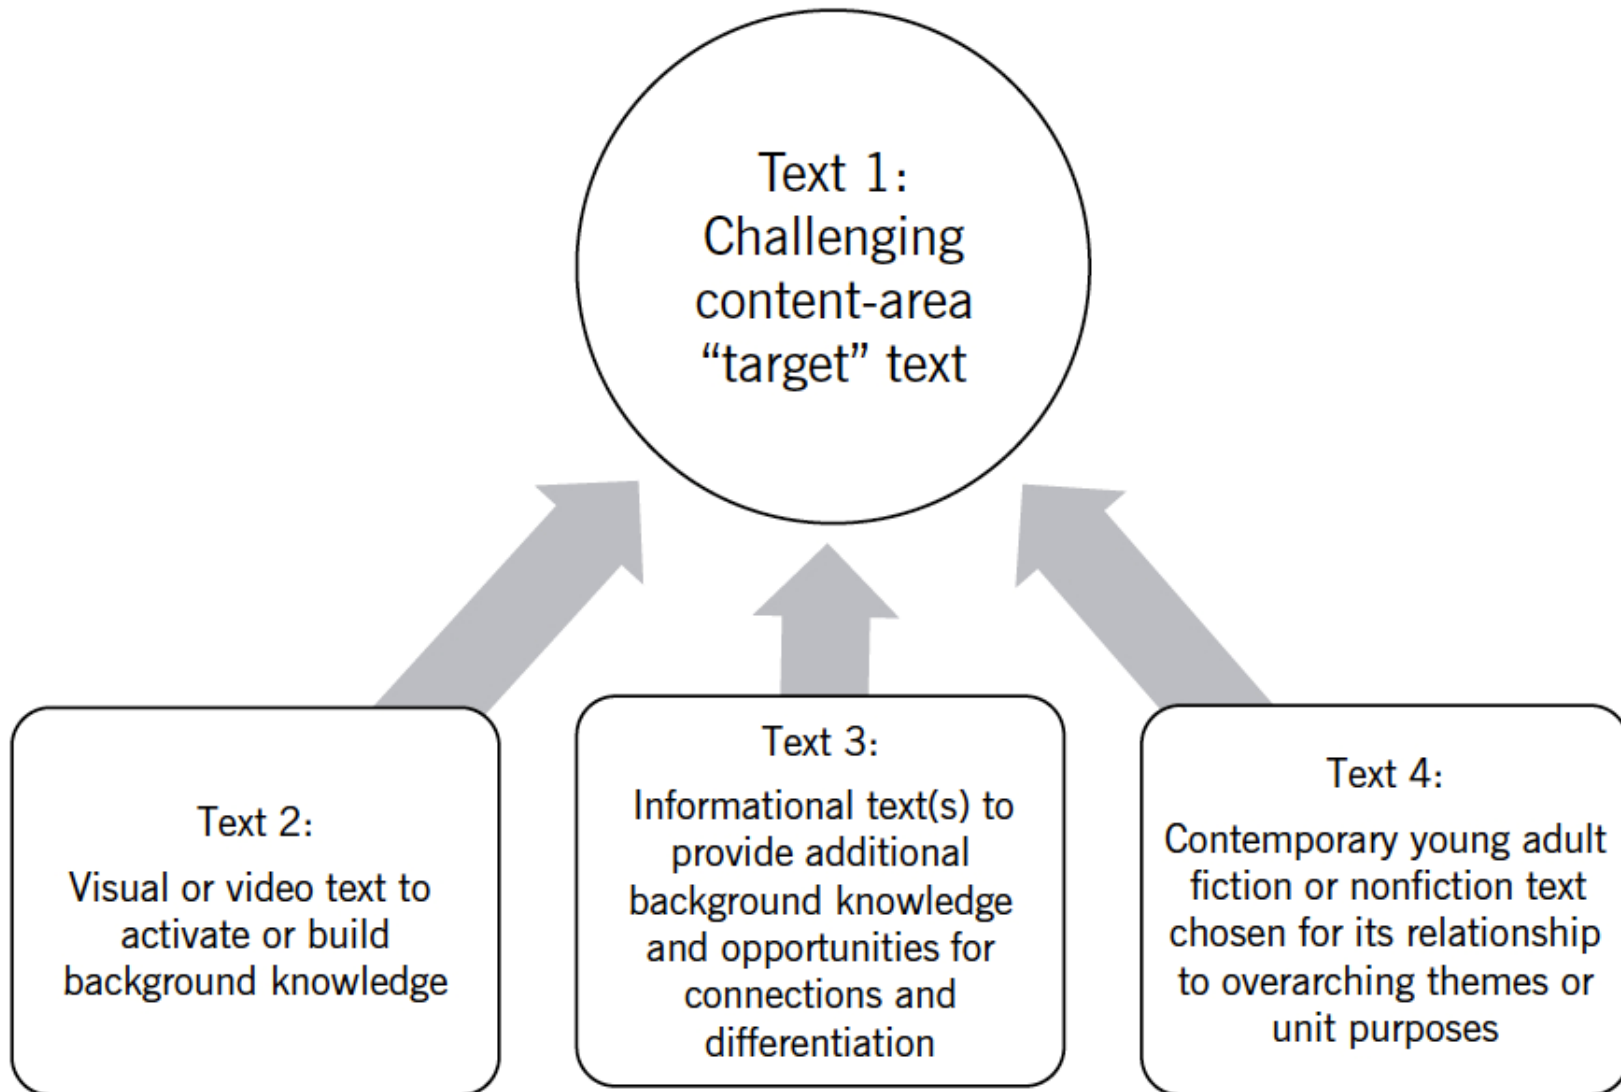 Text 1:
Challenging
content-area
“target” text
Text 2:
Visual or video text to
activate or build
background knowledge
Text 3:
Informational text(s) to
provide additional
background knowledge
and opportunities for
connections and
differentiation
Text 4:
Contemporary young adult
fiction or nonfiction text
chosen for its relationship
to overarching themes or
unit purposes